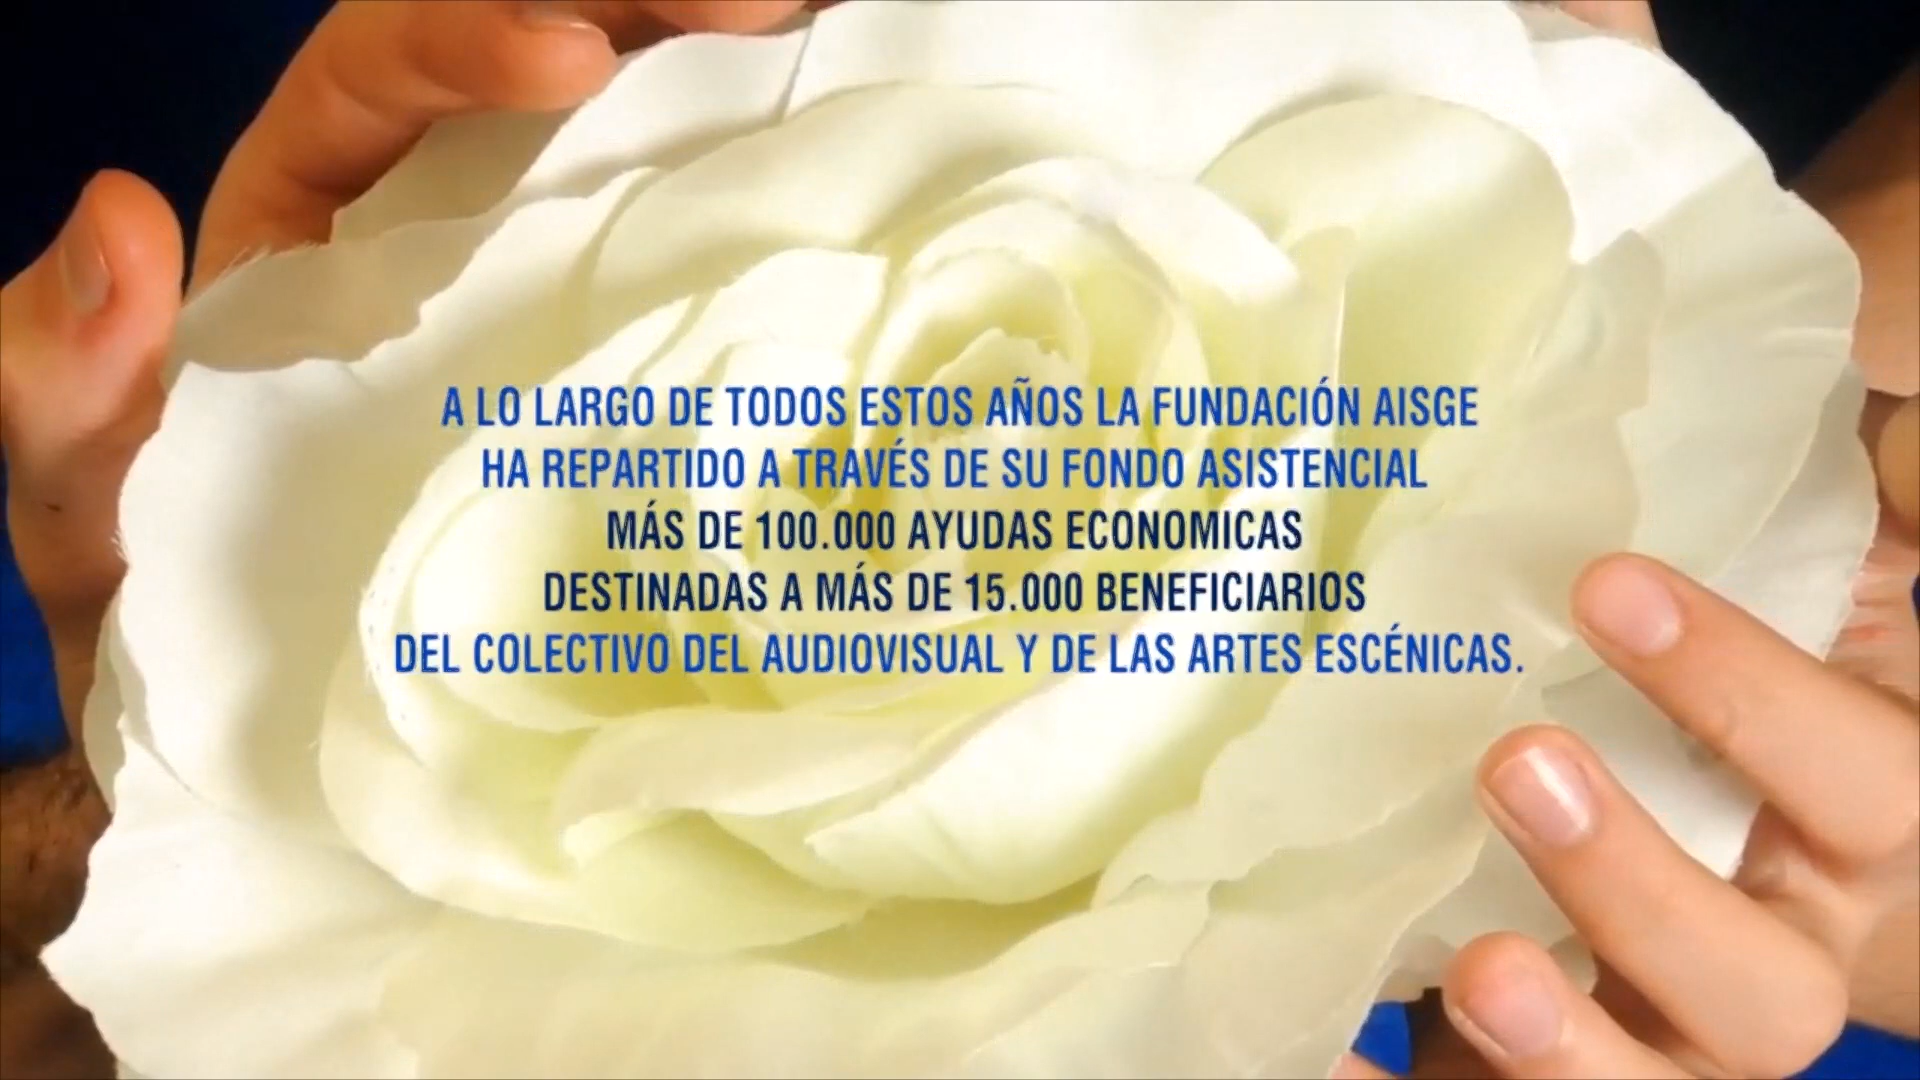 A LO LARGO DE TODOS ESTOS AÑOS LA FUNDACIÓN AISGE
HA REPARTIDO A TRAVÉS DE SU FONDO ASISTENCIAL
MÁS DE 100.000 AYUDAS ECONOMICAS
DESTINADAS A MÁS DE 15.000 BENEFICIARIOS
DEL COLECTIVO DEL AUDIOVISUAL Y DE LAS ARTES ESCÉNICAS.